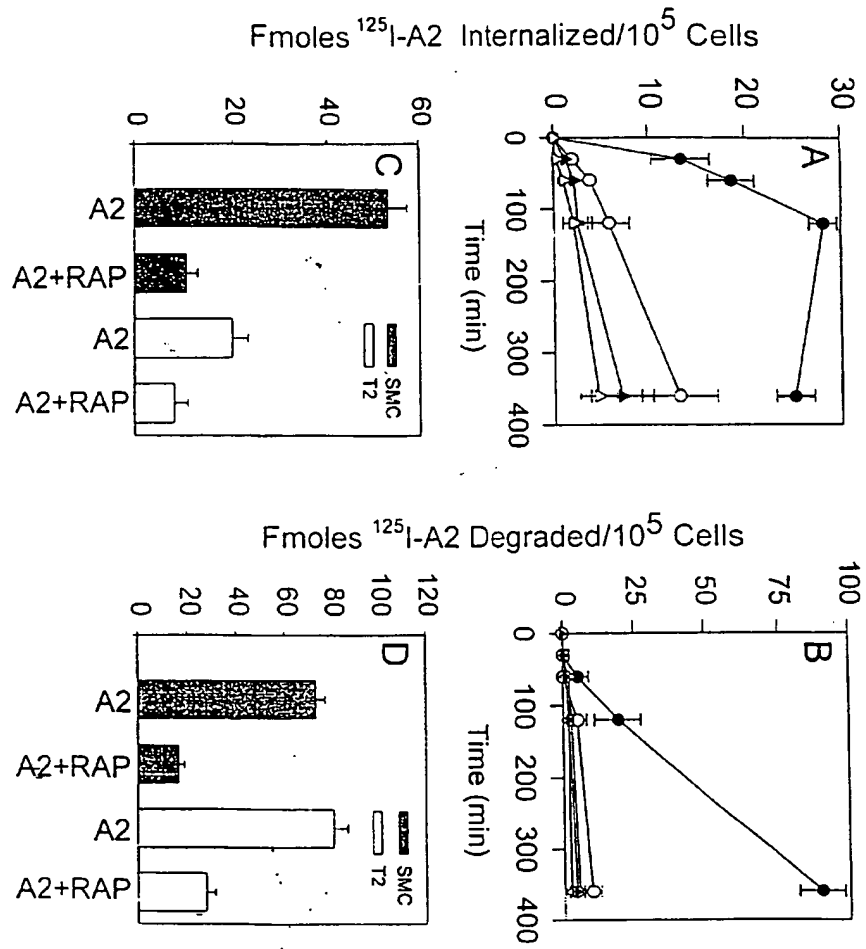 Fmoles 125I-A2 Internalized/10^5 Cells
A
30
20
10
0
0
100
200
300
400
Time (min)
C
60
40
20
0
SMC
T2
A2
A2+RAP
A2
A2+RAP
Fmoles 125I-A2 Degraded/10^5 Cells
B
100
75
50
25
0
0
100
200
300
400
Time (min)
D
120
100
80
60
40
20
0
SMC
T2
A2
A2+RAP
A2
A2+RAP